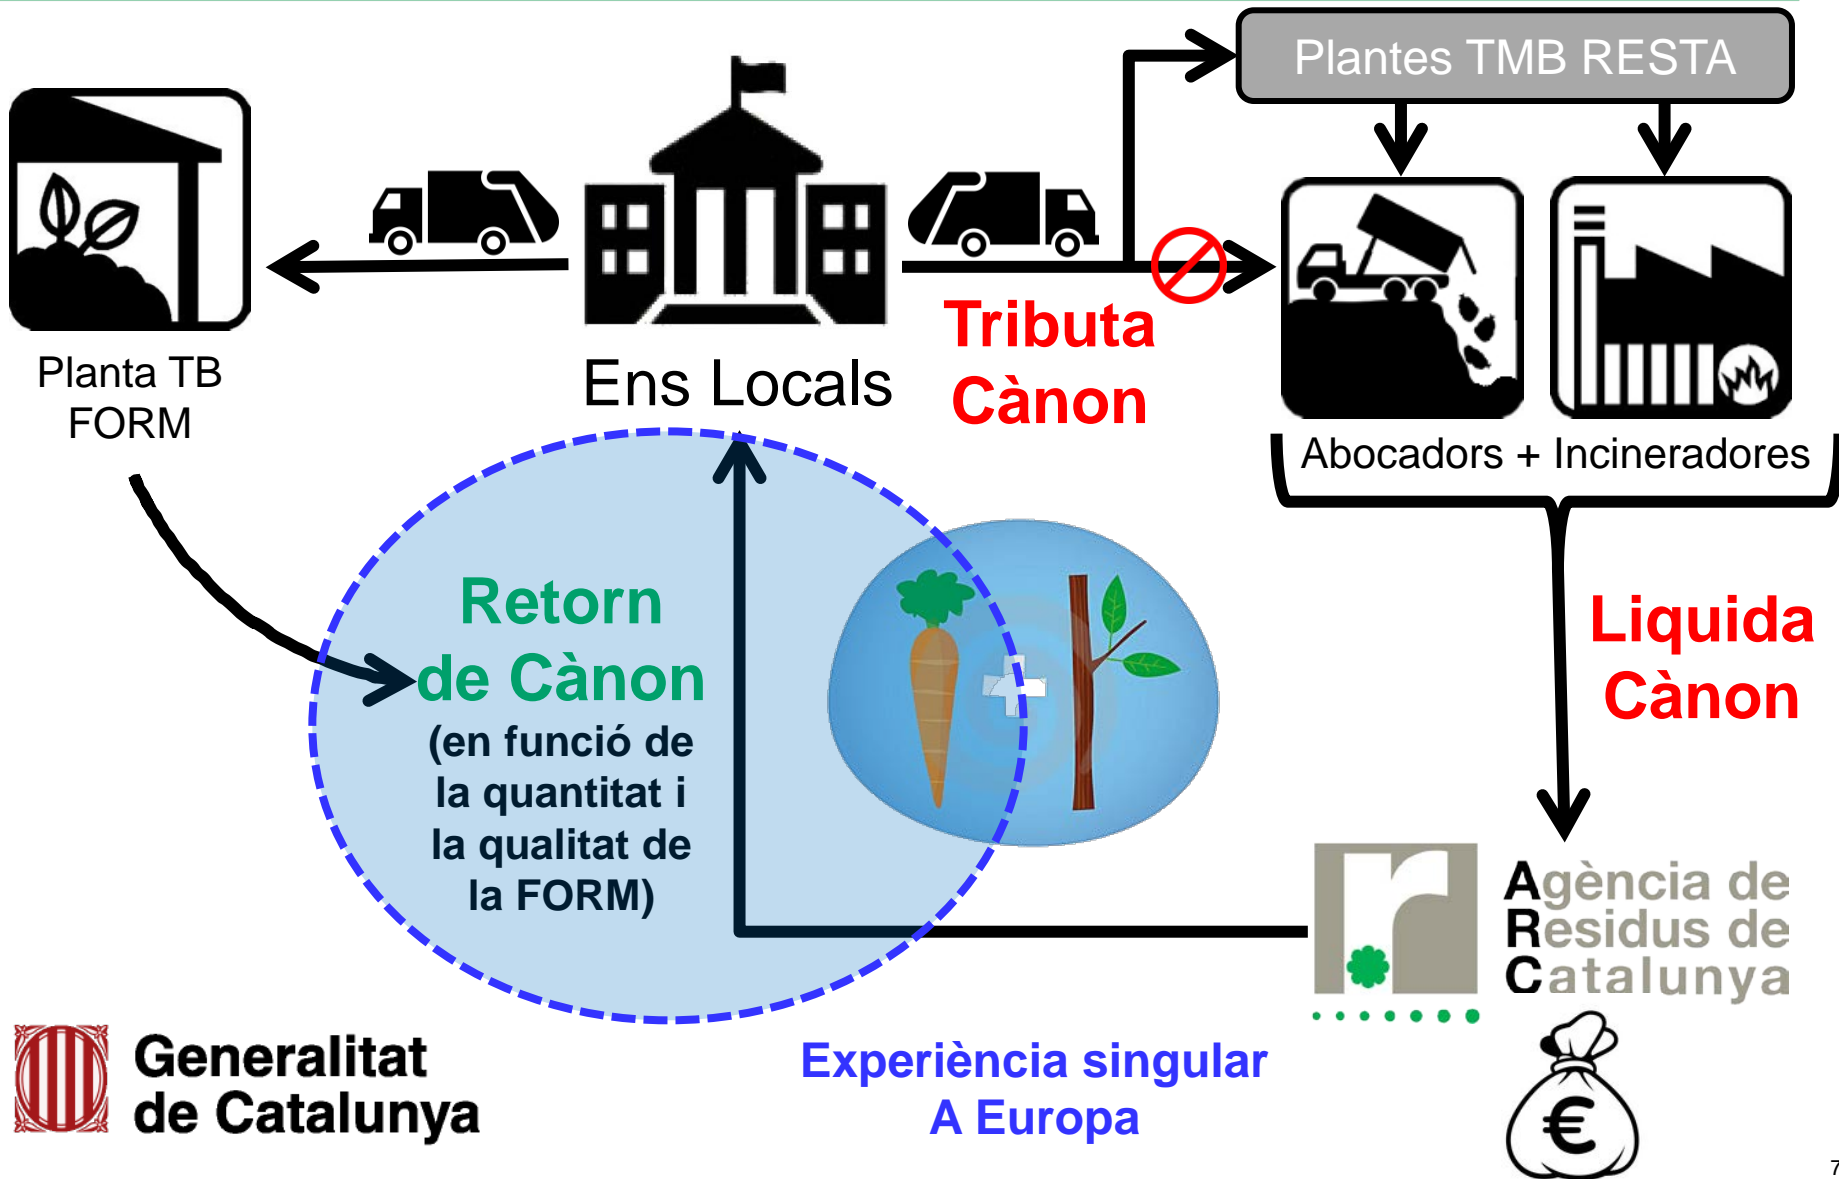 Plantes TMB RESTA
Planta TB
FORM
Ens Locals
Tributa
Cànon
Abocadors + Incineradores
Retorn
de Cànon
(en funció de
la quantitat i
la qualitat de
la FORM)
Liquida
Cànon
Agència de
Residus de
Catalunya
Generalitat
de Catalunya
Experiència singular
A Europa
€
7